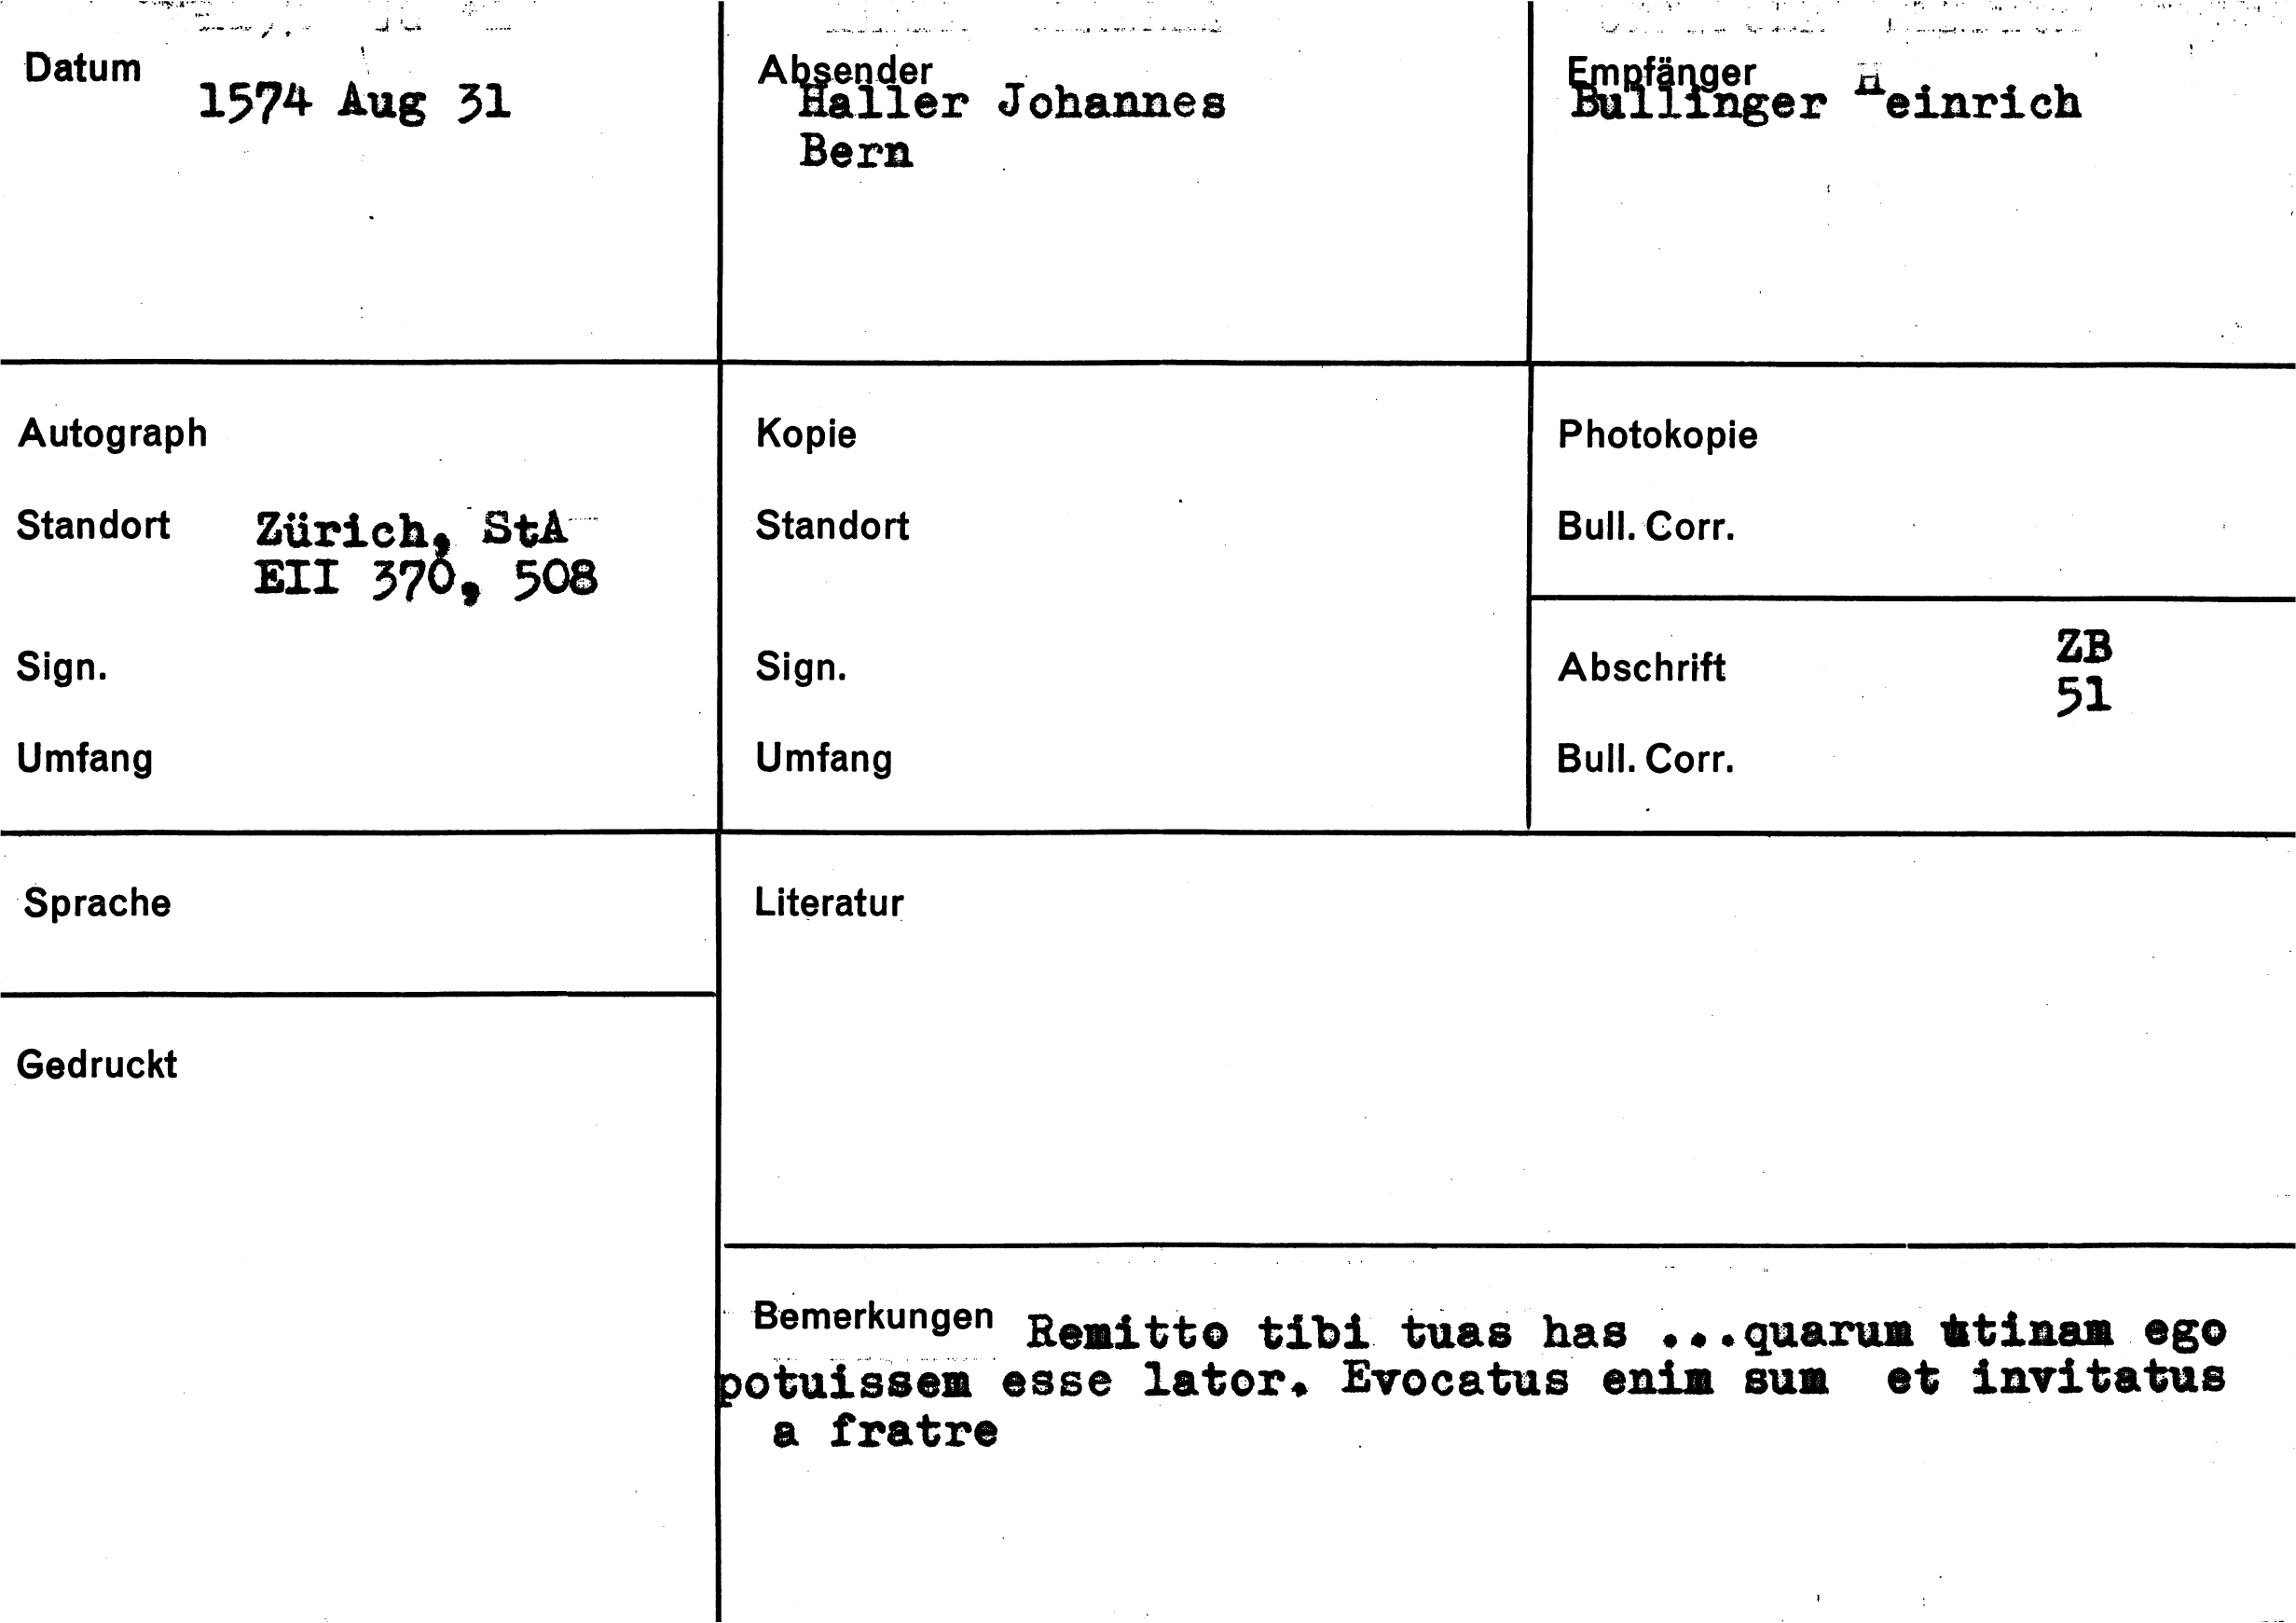 Datum
1574 Aug 31
Absender
Haller Johannes
Bern
Empfänger
Bullinger Heinrich
Autograph
Standort Zürich, StA
EII 370, 508
Sign.
Umfang
Kopie
Standort
Sign.
Umfang
Photokopie
Bull. Corr.
Abschrift ZB
51
Bull. Corr.
Sprache
Gedruckt
Literatur
Bemerkungen Remitto tibi tuas has ...quarum utinam ego
potuissem esse lator. Evocatus enim sum et invitatus
a fratre